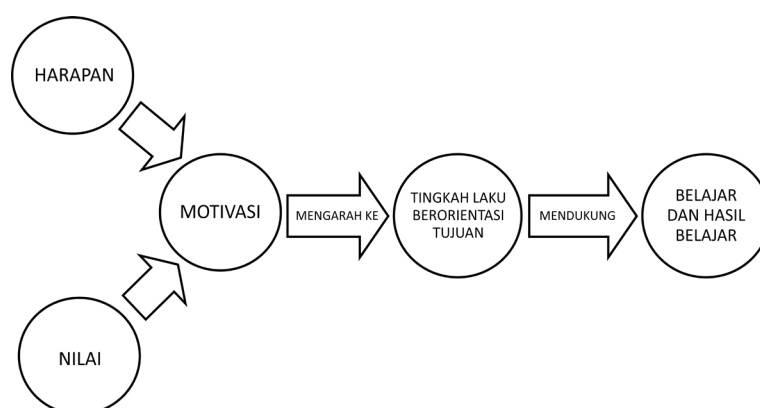 HARAPAN
MOTIVASI
MENGARAH KE
TINGKAH LAKU
BERORIENTASI
TUJUAN
MENDUKUNG
BELAJAR
DAN HASIL
BELAJAR
NILAI